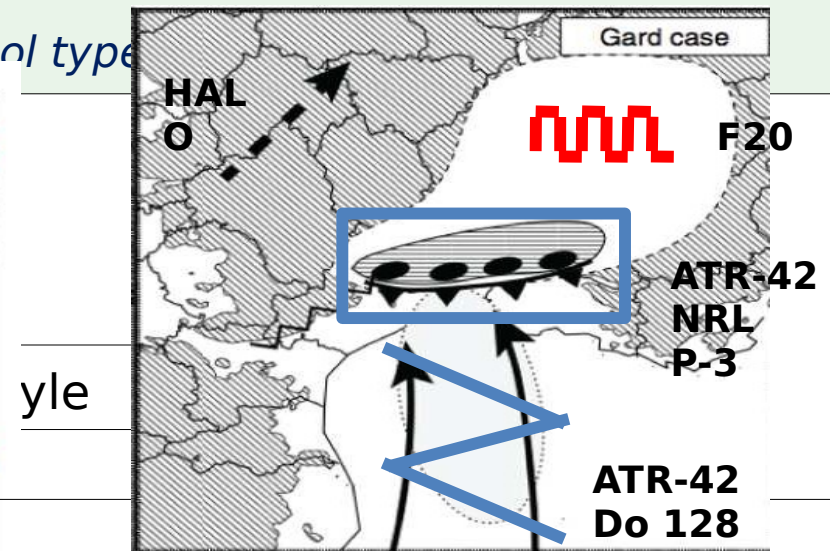 ol type
Gard case
HAL
O
F20
ATR-42
NRL
P-3
yle
ATR-42
Do 128